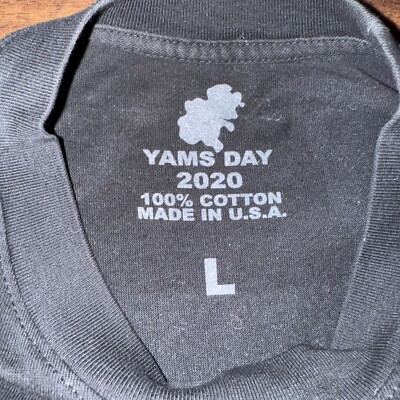 YAMS DAY
2020
100% COTTON
MADE IN U.S.A.
L